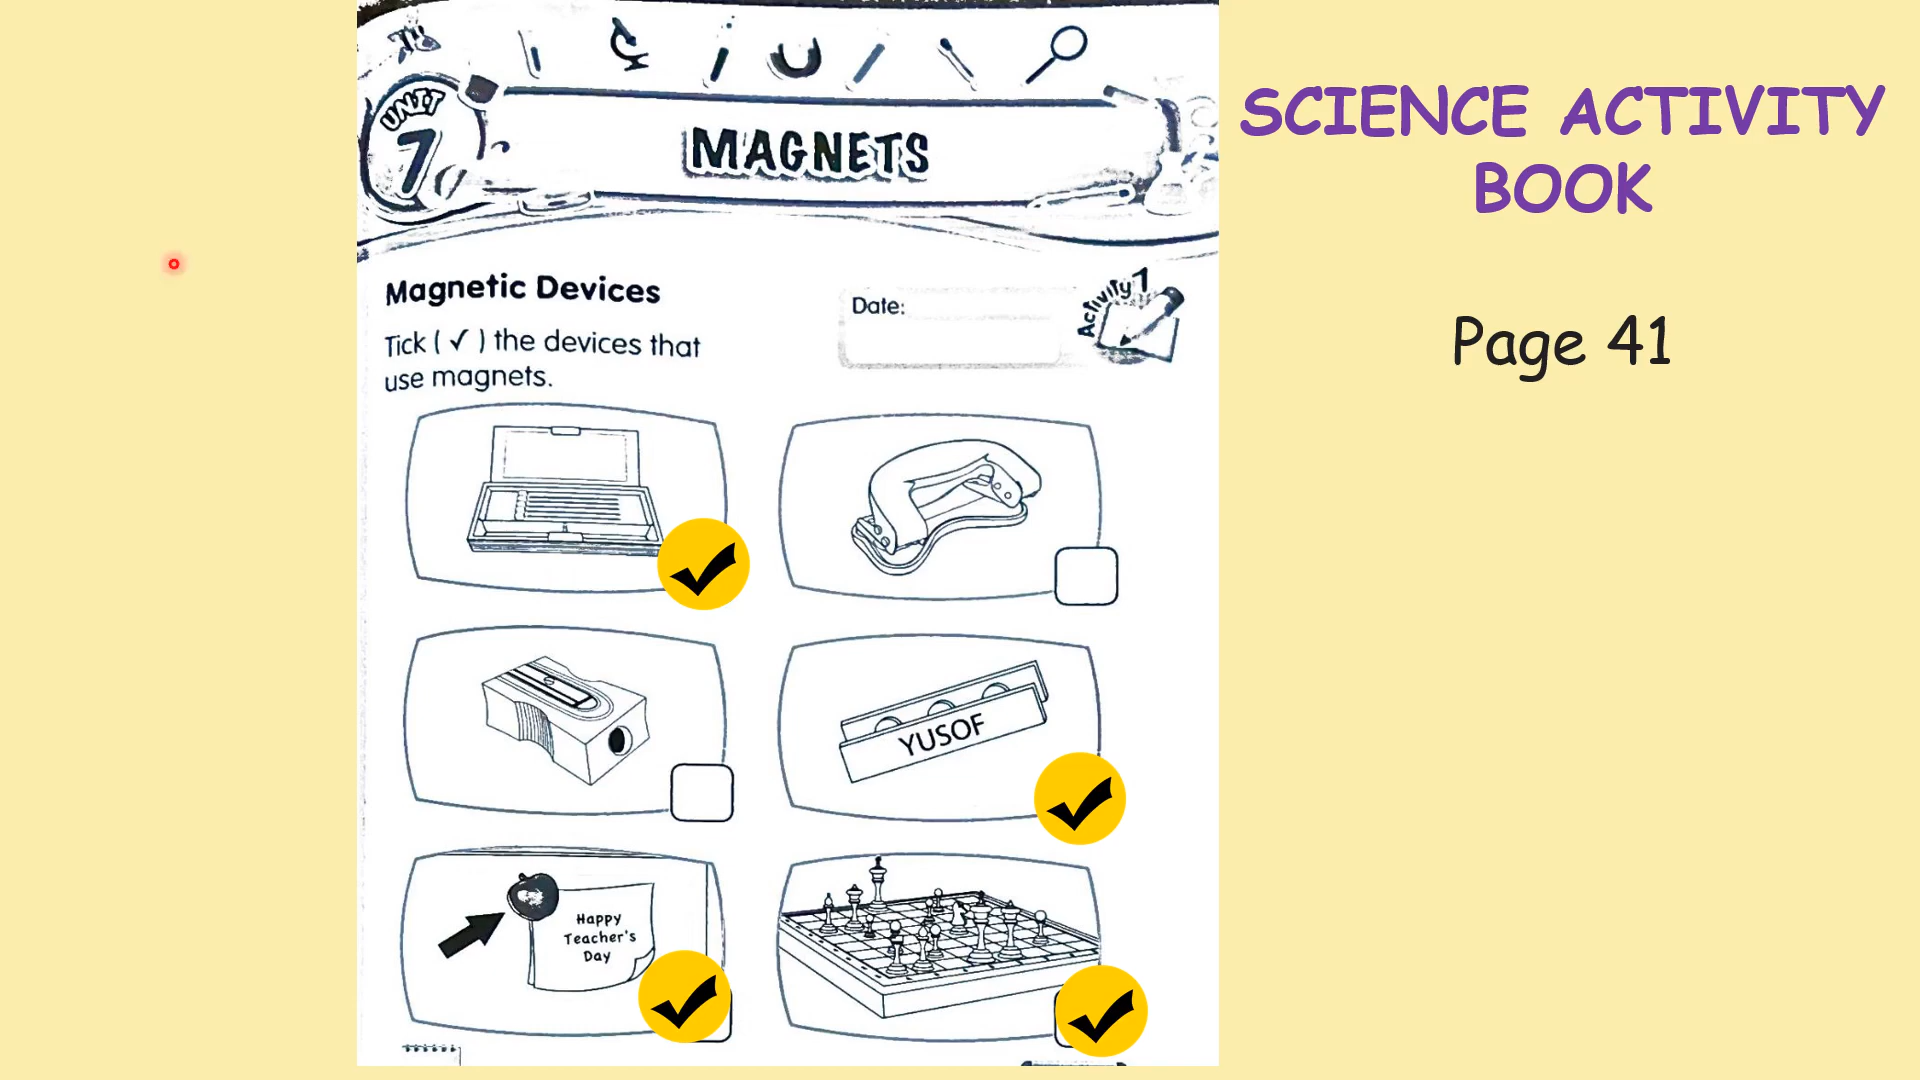 UNIT
7
MAGNETS
SCIENCE ACTIVITY
BOOK
Page 41
Magnetic Devices
Date:
Activity 1
Tick ( ✓ ) the devices that
use magnets.
YUSOF
Happy
Teacher's
Day